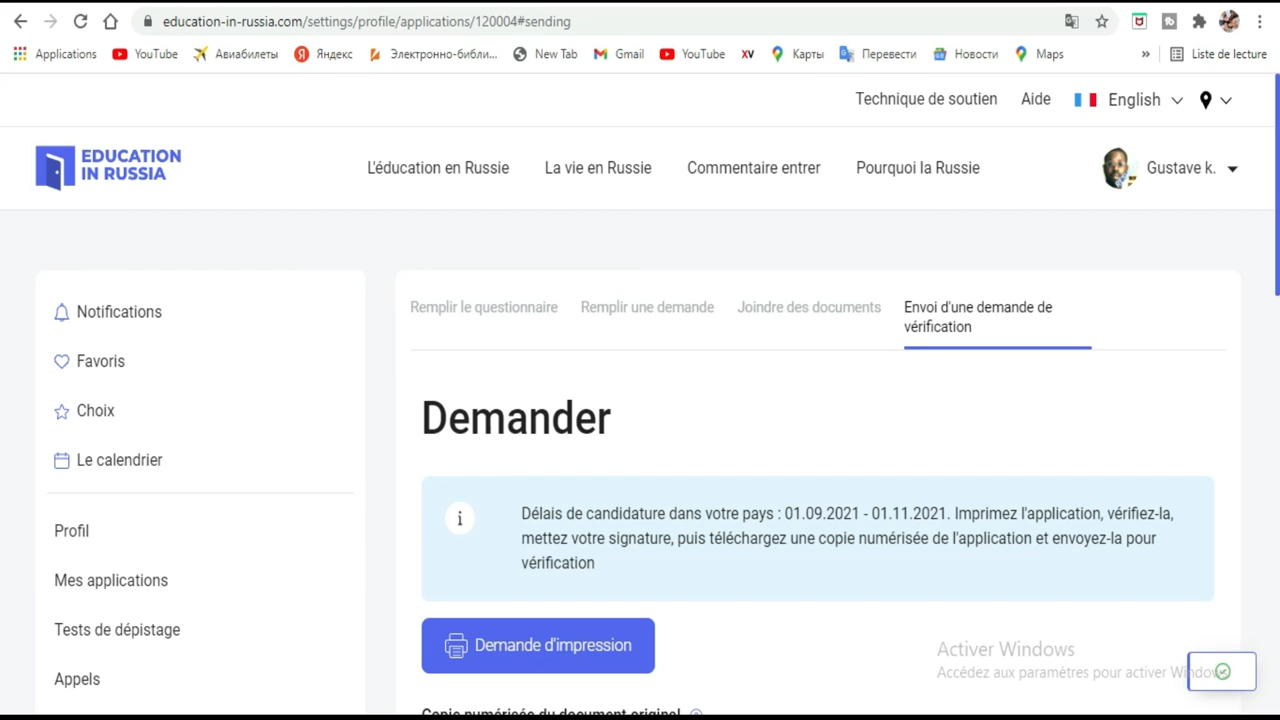 education-in-russia.com/settings/profile/applications/120004#sending
Applications YouTube Авиабилеты Яндекс Электронно-библи... New Tab Gmail YouTube XV Карты Перевести Новости Maps » Liste de lecture
Technique de soutien Aide English
EDUCATION
IN RUSSIA
L'éducation en Russie La vie en Russie Commentaire entrer Pourquoi la Russie Gustave k.
Notifications
Favoris
Choix
Le calendrier
Profil
Mes applications
Tests de dépistage
Appels
Remplir le questionnaire Remplir une demande Joindre des documents Envoi d'une demande de
vérification
Demander
Délais de candidature dans votre pays : 01.09.2021 - 01.11.2021. Imprimez l'application, vérifiez-la,
mettez votre signature, puis téléchargez une copie numérisée de l'application et envoyez-la pour
vérification
Demande d'impression
Activer Windows
Accédez aux paramètres pour activer Windows
Copie numérisée du document original